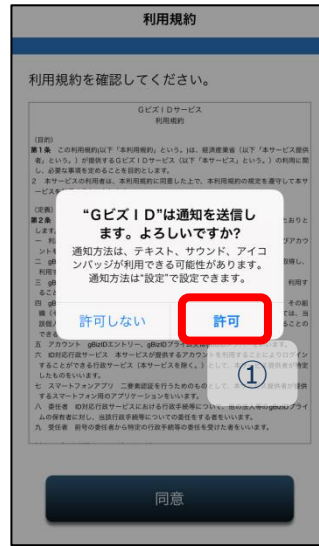 利用規約
利用規約を確認してください。
GビズIDサービス
利用規約
(目的)
第1条 この利用規約(以下「本利用規約」という。)は、経済産業省(以下「本サービス提供
者」という。)が提供するGビズIDサービス(以下「本サービス」という。)の利用に関
し、必要な事項を定めることを目的とします。
2 本サービスの利用者は、本利用規約に同意した上で、本利用規約の規定を遵守して本サ
(定義)
第2条
“GビズID”は通知を送信し
ます。よろしいですか?
通知方法は、テキスト、サウンド、アイコ
ンバッジが利用できる可能性があります。
通知方法は“設定”で設定できます。
許可しない
許可
①
五 アカウント gBizIDエントリー、gBizIDプライム
六 ID対応行政サービス 本サービスが提供するアカウントを利用することによりログイン
することができる行政サービス(本サービスを除く。)
したものをいいます。
七 スマートフォンアプリ 二要素認証を行うためのもの
するスマートフォン用のアプリケーションをいいます。
八 委任者 ID対応行政サービスにおける行政手続等について、他の法人等のgBizIDプライ
ムの保有者に対し、当該行政手続等についての委任をする者をいいます。
九 受任者 前号の委任者から特定の行政手続等の委任を受けた者をいいます。
同意